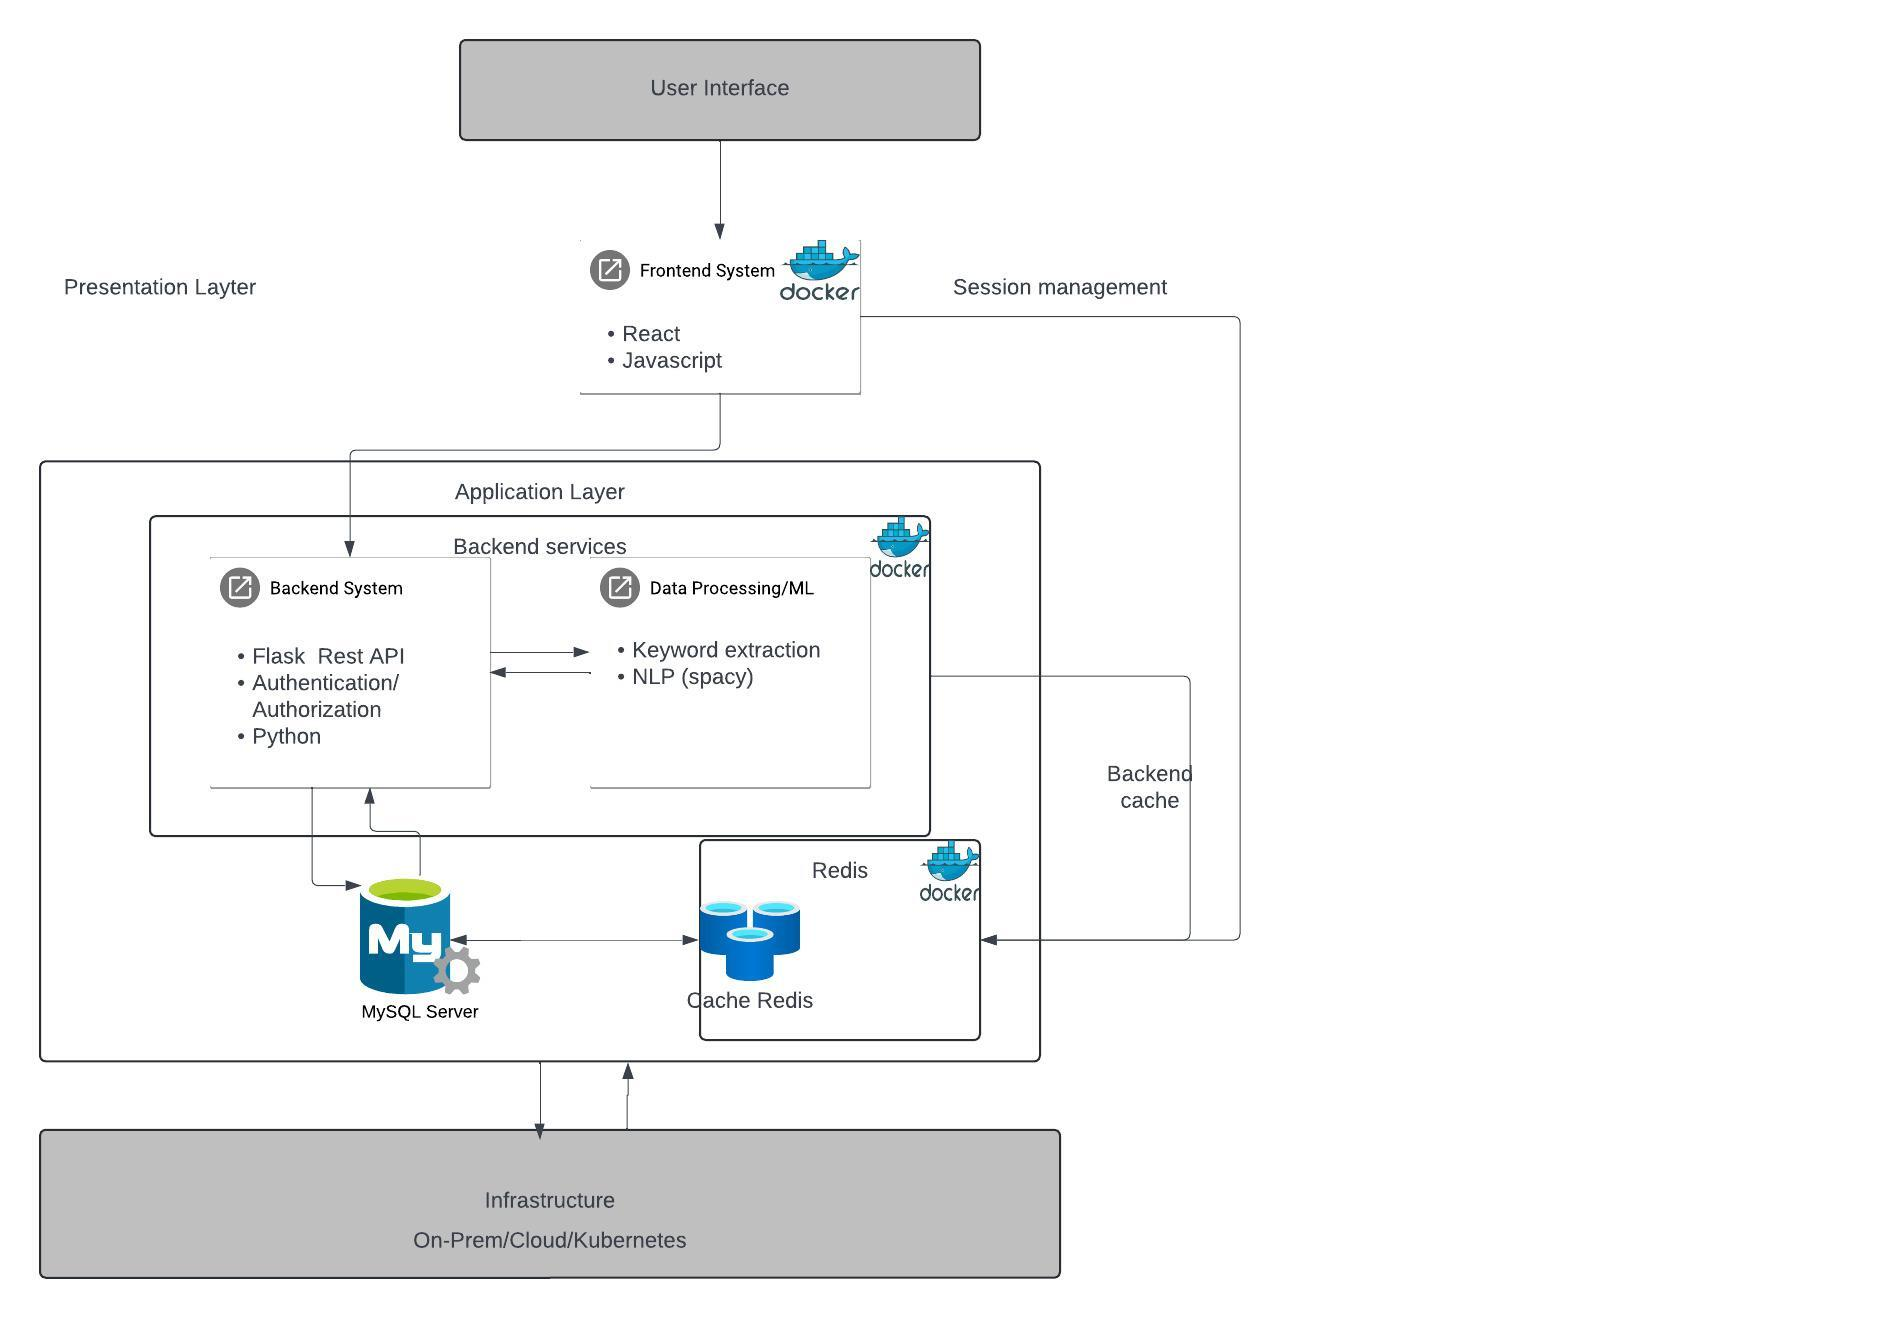 User Interface
Presentation Layter
Frontend System
docker
• React
• Javascript
Session management
Application Layer
Backend services
docker
Backend System
• Flask  Rest API
• Authentication/
Authorization
• Python
Data Processing/ML
• Keyword extraction
• NLP (spacy)
Backend
cache
Redis
docker
My
MySQL Server
Cache Redis
Infrastructure
On-Prem/Cloud/Kubernetes